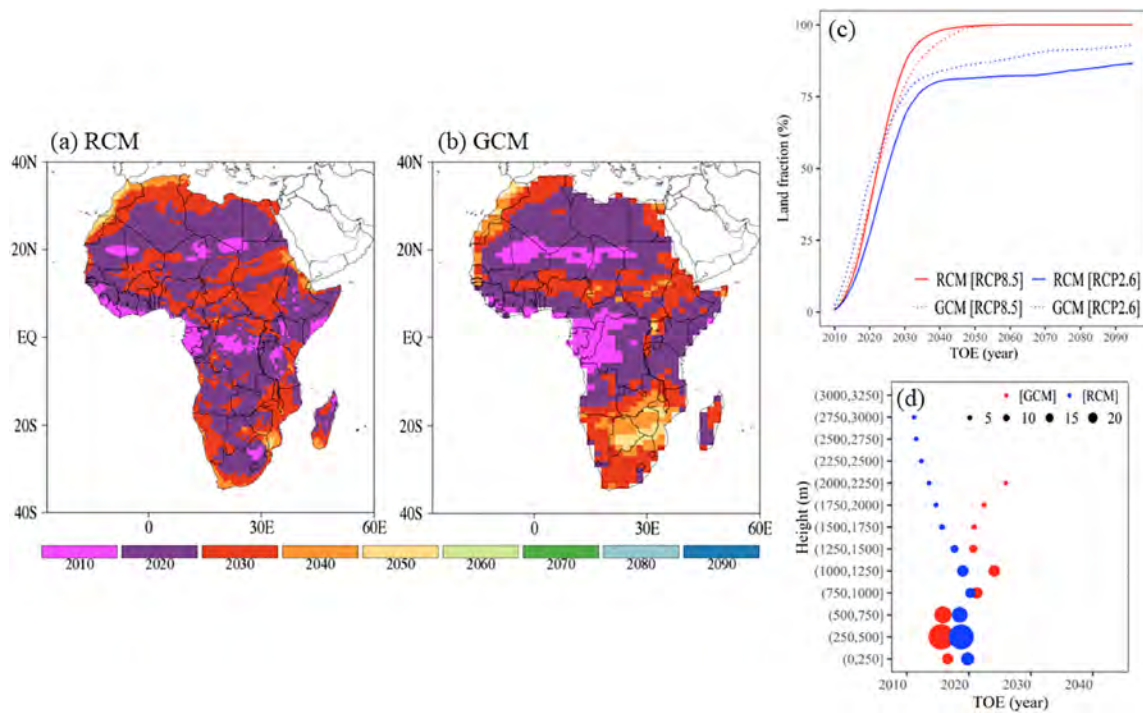 (a) RCM
40N
20N
EQ
20S
40S
0
30E
60E
(b) GCM
40N
20N
EQ
20S
40S
0
30E
60E
2010
2020
2030
2040
2050
2060
2070
2080
2090
(c)
Land fraction (%)
100
75
50
25
0
RCM [RCP8.5]
RCM [RCP2.6]
GCM [RCP8.5]
GCM [RCP2.6]
2010
2020
2030
2040
2050
2060
2070
2080
2090
TOE (year)
(d)
[GCM]
[RCM]
5
10
15
20
Height (m)
(3000,3250]
(2750,3000]
(2500,2750]
(2250,2500]
(2000,2250]
(1750,2000]
(1500,1750]
(1250,1500]
(1000,1250]
(750,1000]
(500,750]
(250,500]
(0,250]
2010
2020
2030
2040
TOE (year)